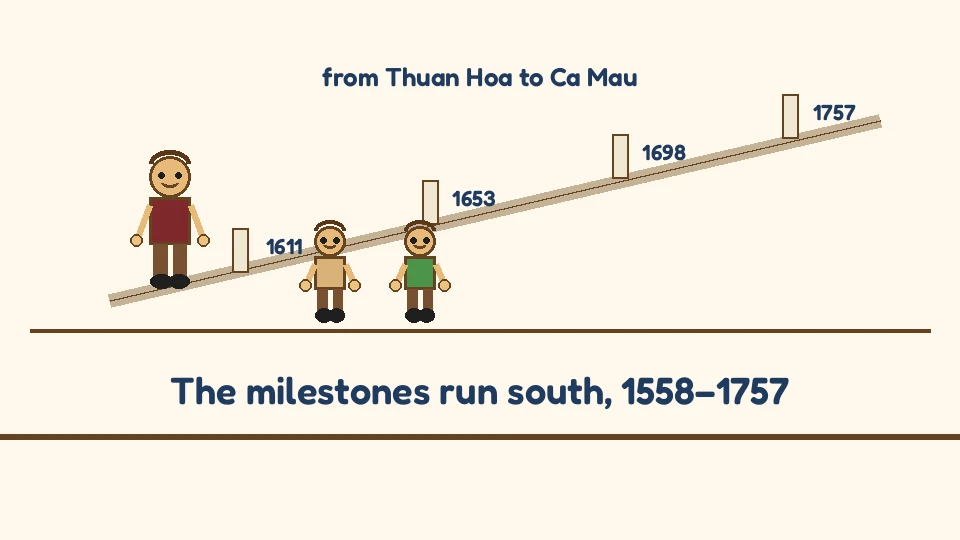 from Thuan Hoa to Ca Mau
1757
1698
1653
1611
The milestones run south, 1558–1757